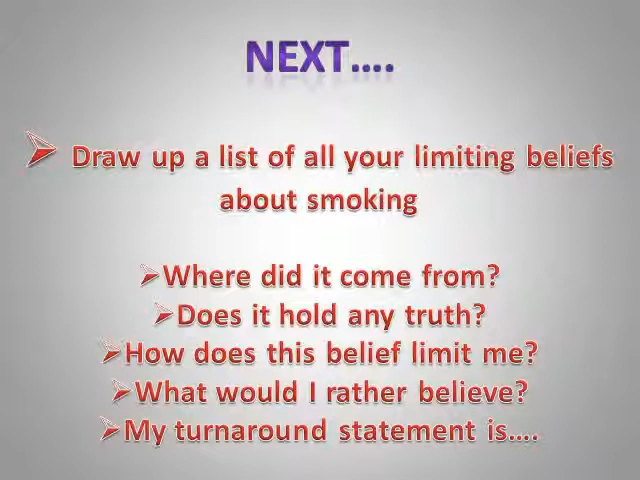 NEXT....
Draw up a list of all your limiting beliefs
about smoking
Where did it come from?
Does it hold any truth?
How does this belief limit me?
What would I rather believe?
My turnaround statement is....